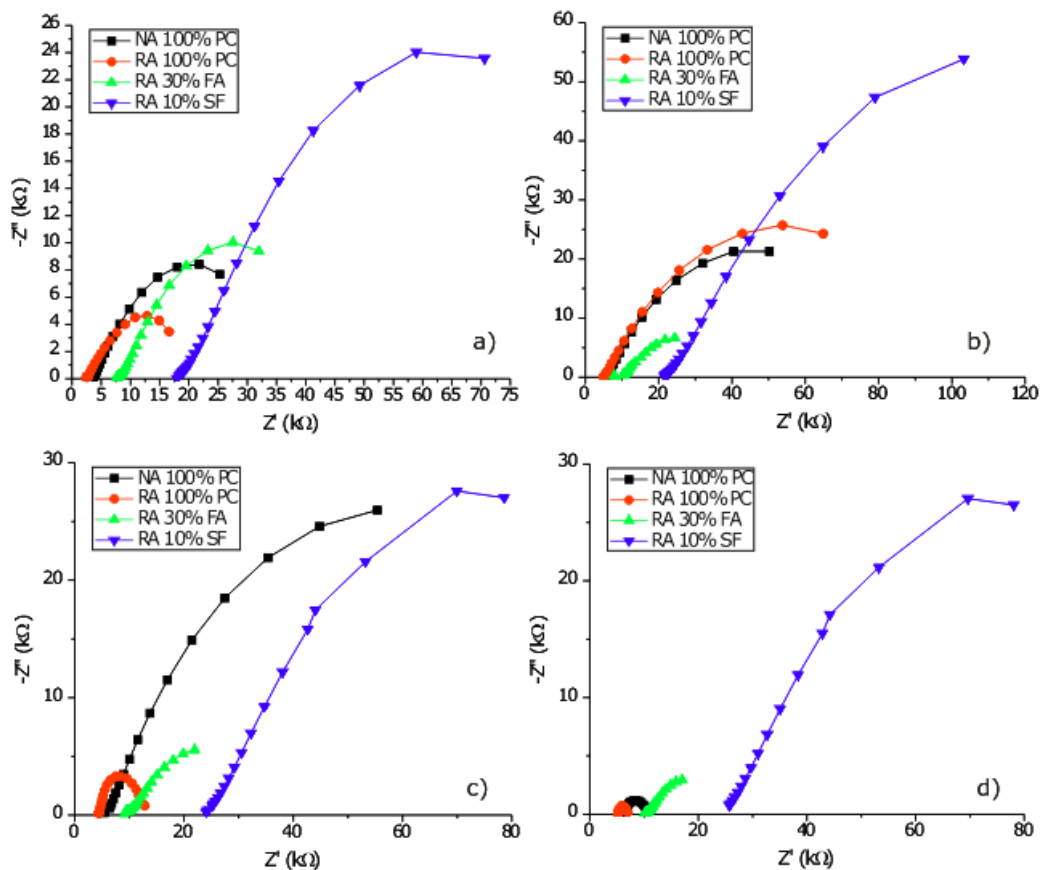 26
24
22
20
18
16
14
12
10
8
6
4
2
0
-Z'' (kΩ)
NA 100% PC
RA 100% PC
RA 30% FA
RA 10% SF
a)
0 5 10 15 20 25 30 35 40 45 50 55 60 65 70 75
Z' (kΩ)
60
50
40
30
20
10
0
-Z'' (kΩ)
NA 100% PC
RA 100% PC
RA 30% FA
RA 10% SF
b)
0 20 40 60 80 100 120
Z' (kΩ)
30
20
10
0
-Z'' (kΩ)
NA 100% PC
RA 100% PC
RA 30% FA
RA 10% SF
c)
0 10 20 40 60 80
Z' (kΩ)
30
20
10
0
-Z'' (kΩ)
NA 100% PC
RA 100% PC
RA 30% FA
RA 10% SF
d)
0 10 20 40 60 80
Z' (kΩ)